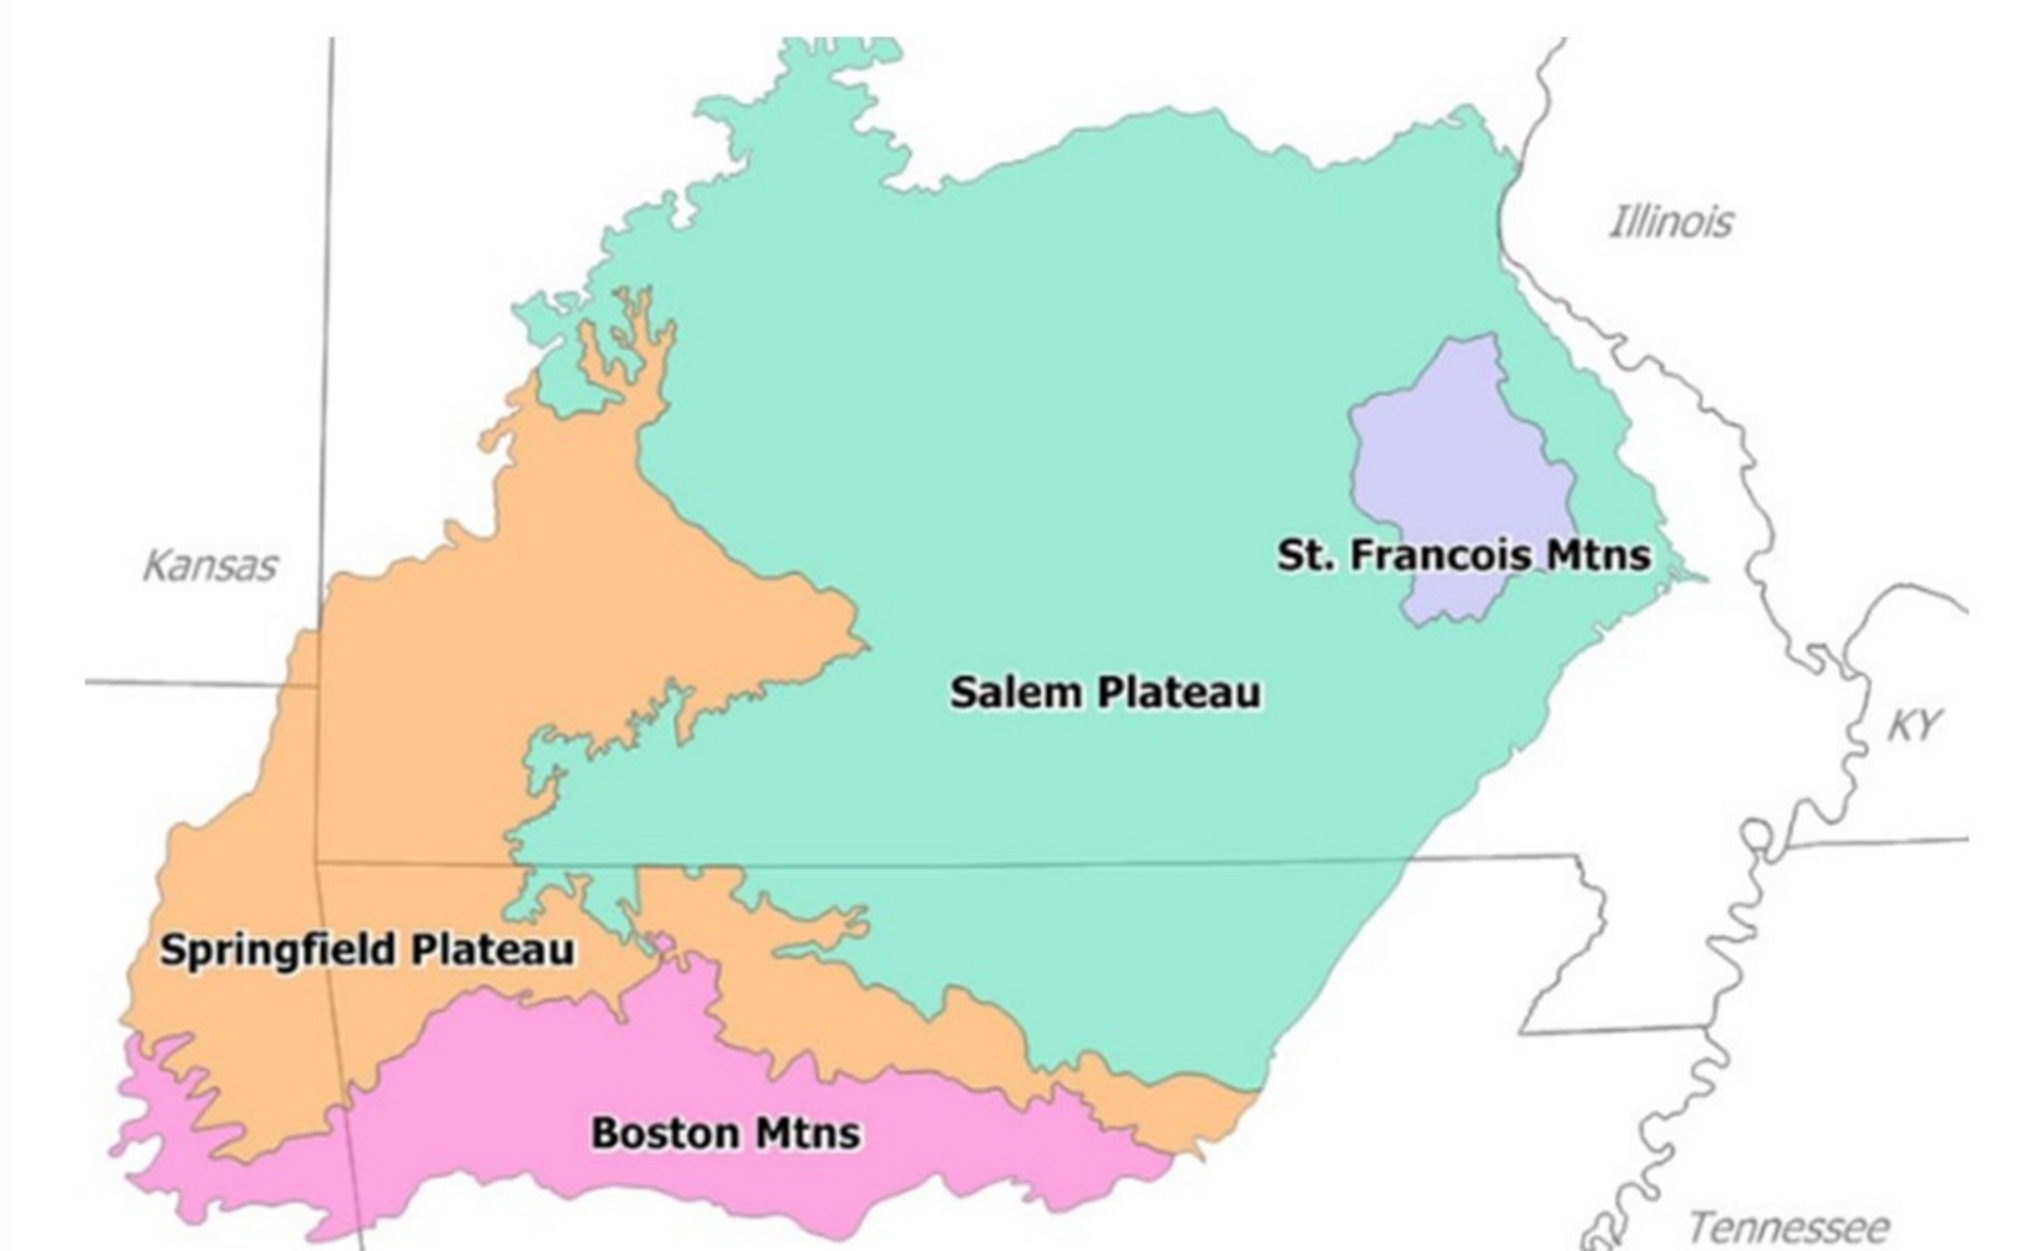 Illinois
Kansas
St. Francois Mtns
Salem Plateau
KY
Springfield Plateau
Boston Mtns
Tennessee